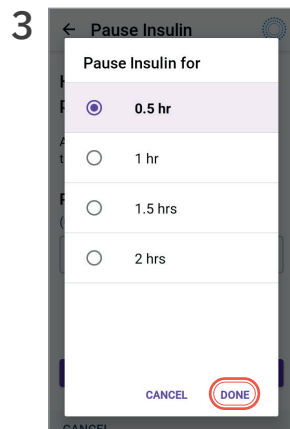 3
Pause Insulin
Pause Insulin for
0.5 hr
1 hr
1.5 hrs
2 hrs
CANCEL DONE
CANCEL